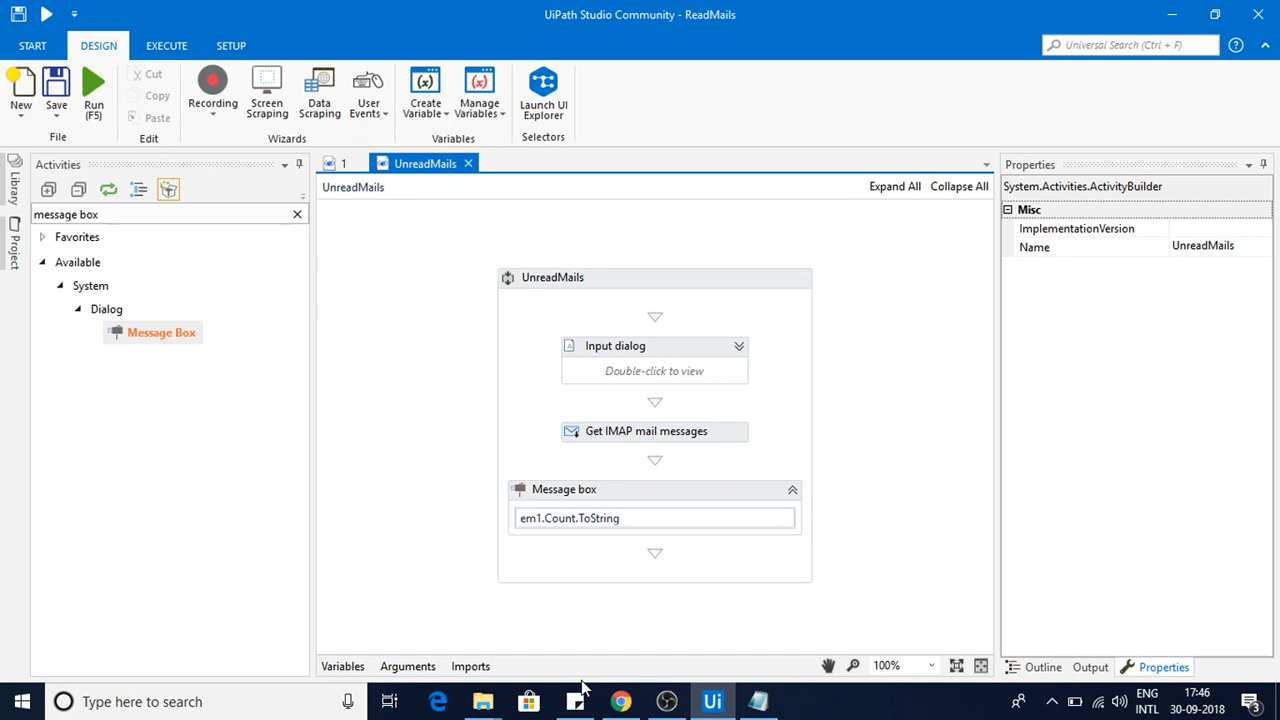 UiPath Studio Community - ReadMails
START
DESIGN
EXECUTE
SETUP
Universal Search (Ctrl + F)
New
Save
Run
(F5)
Cut
Copy
Paste
Recording
Screen
Scraping
Data
Scraping
User
Events
Create
Variable
Manage
Variables
Launch UI
Explorer
File
Edit
Wizards
Variables
Selectors
Library
Project
Activities
message box
Favorites
Available
System
Dialog
Message Box
1
UnreadMails
UnreadMails
Expand All
Collapse All
UnreadMails
Input dialog
Double-click to view
Get IMAP mail messages
Message box
em1.Count.ToString
Variables
Arguments
Imports
100%
Properties
System.Activities.ActivityBuilder
Misc
ImplementationVersion
Name
UnreadMails
Outline
Output
Properties
Type here to search
Ui
ENG
INTL
17:46
30-09-2018
3